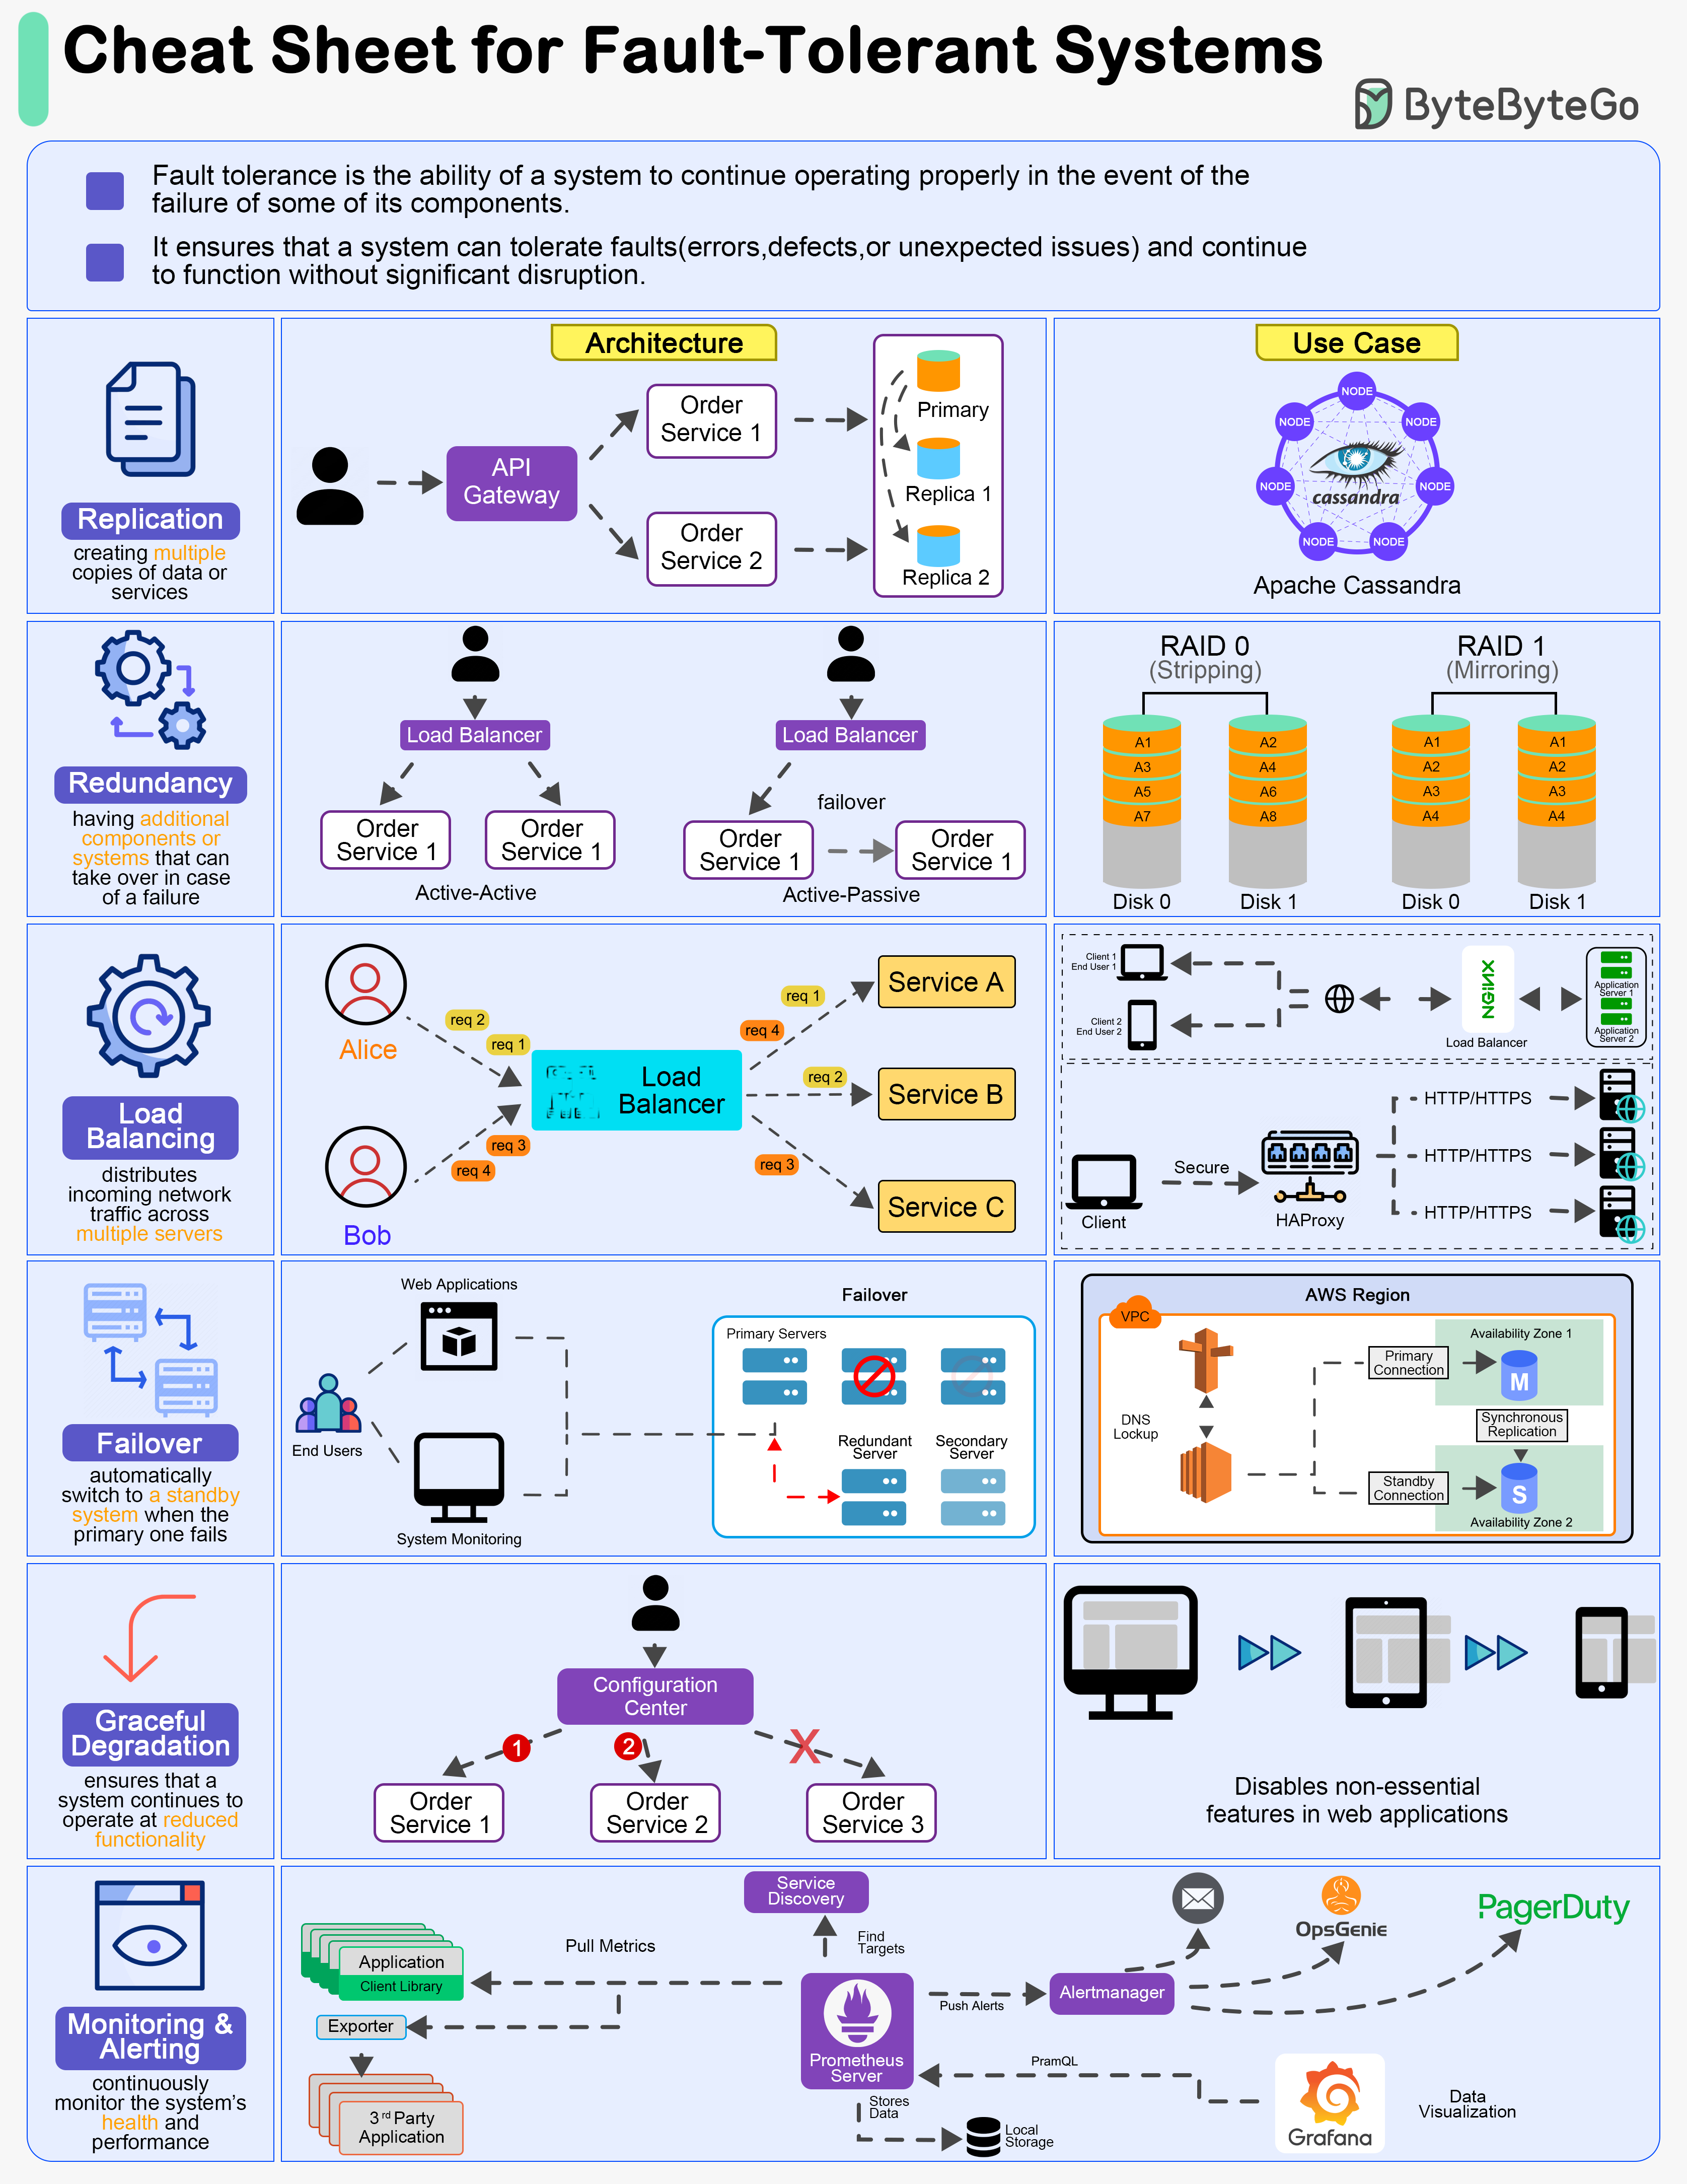 Cheat Sheet for Fault-Tolerant Systems
ByteByteGo
Fault tolerance is the ability of a system to continue operating properly in the event of the
failure of some of its components.
It ensures that a system can tolerate faults(errors,defects,or unexpected issues) and continue
to function without significant disruption.
Replication
creating multiple
copies of data or
services
Architecture
API
Gateway
Order
Service 1
Order
Service 2
Primary
Replica 1
Replica 2
Use Case
NODE
NODE
NODE
NODE
NODE
NODE
NODE
cassandra
Apache Cassandra
Redundancy
having additional
components or
systems that can
take over in case
of a failure
Load Balancer
Order
Service 1
Order
Service 1
Active-Active
Load Balancer
failover
Order
Service 1
Order
Service 1
Active-Passive
RAID 0
(Stripping)
A1
A3
A5
A7
Disk 0
A2
A4
A6
A8
Disk 1
RAID 1
(Mirroring)
A1
A2
A3
A4
Disk 0
A1
A2
A3
A4
Disk 1
Load
Balancing
distributes
incoming network
traffic across
multiple servers
Alice
Bob
req 2
req 1
req 3
req 4
Load
Balancer
req 1
req 4
req 2
req 3
Service A
Service B
Service C
Client 1
End User 1
Client 2
End User 2
NGINX
Load Balancer
Application
Server 1
Application
Server 2
Client
Secure
HAProxy
HTTP/HTTPS
HTTP/HTTPS
HTTP/HTTPS
Failover
automatically
switch to a standby
system when the
primary one fails
Web Applications
End Users
System Monitoring
Failover
Primary Servers
Redundant
Server
Secondary
Server
AWS Region
VPC
DNS
Lockup
Primary
Connection
Standby
Connection
Availability Zone 1
M
Synchronous
Replication
S
Availability Zone 2
Graceful
Degradation
ensures that a
system continues to
operate at reduced
functionality
Configuration
Center
1
2
X
Order
Service 1
Order
Service 2
Order
Service 3
Disables non-essential
features in web applications
Monitoring &
Alerting
continuously
monitor the system's
health and
performance
Application
Client Library
Exporter
3rd Party
Application
Pull Metrics
Service
Discovery
Find
Targets
Prometheus
Server
Stores
Data
Local
Storage
Push Alerts
Alertmanager
OpsGenie
PagerDuty
PramQL
Grafana
Data
Visualization